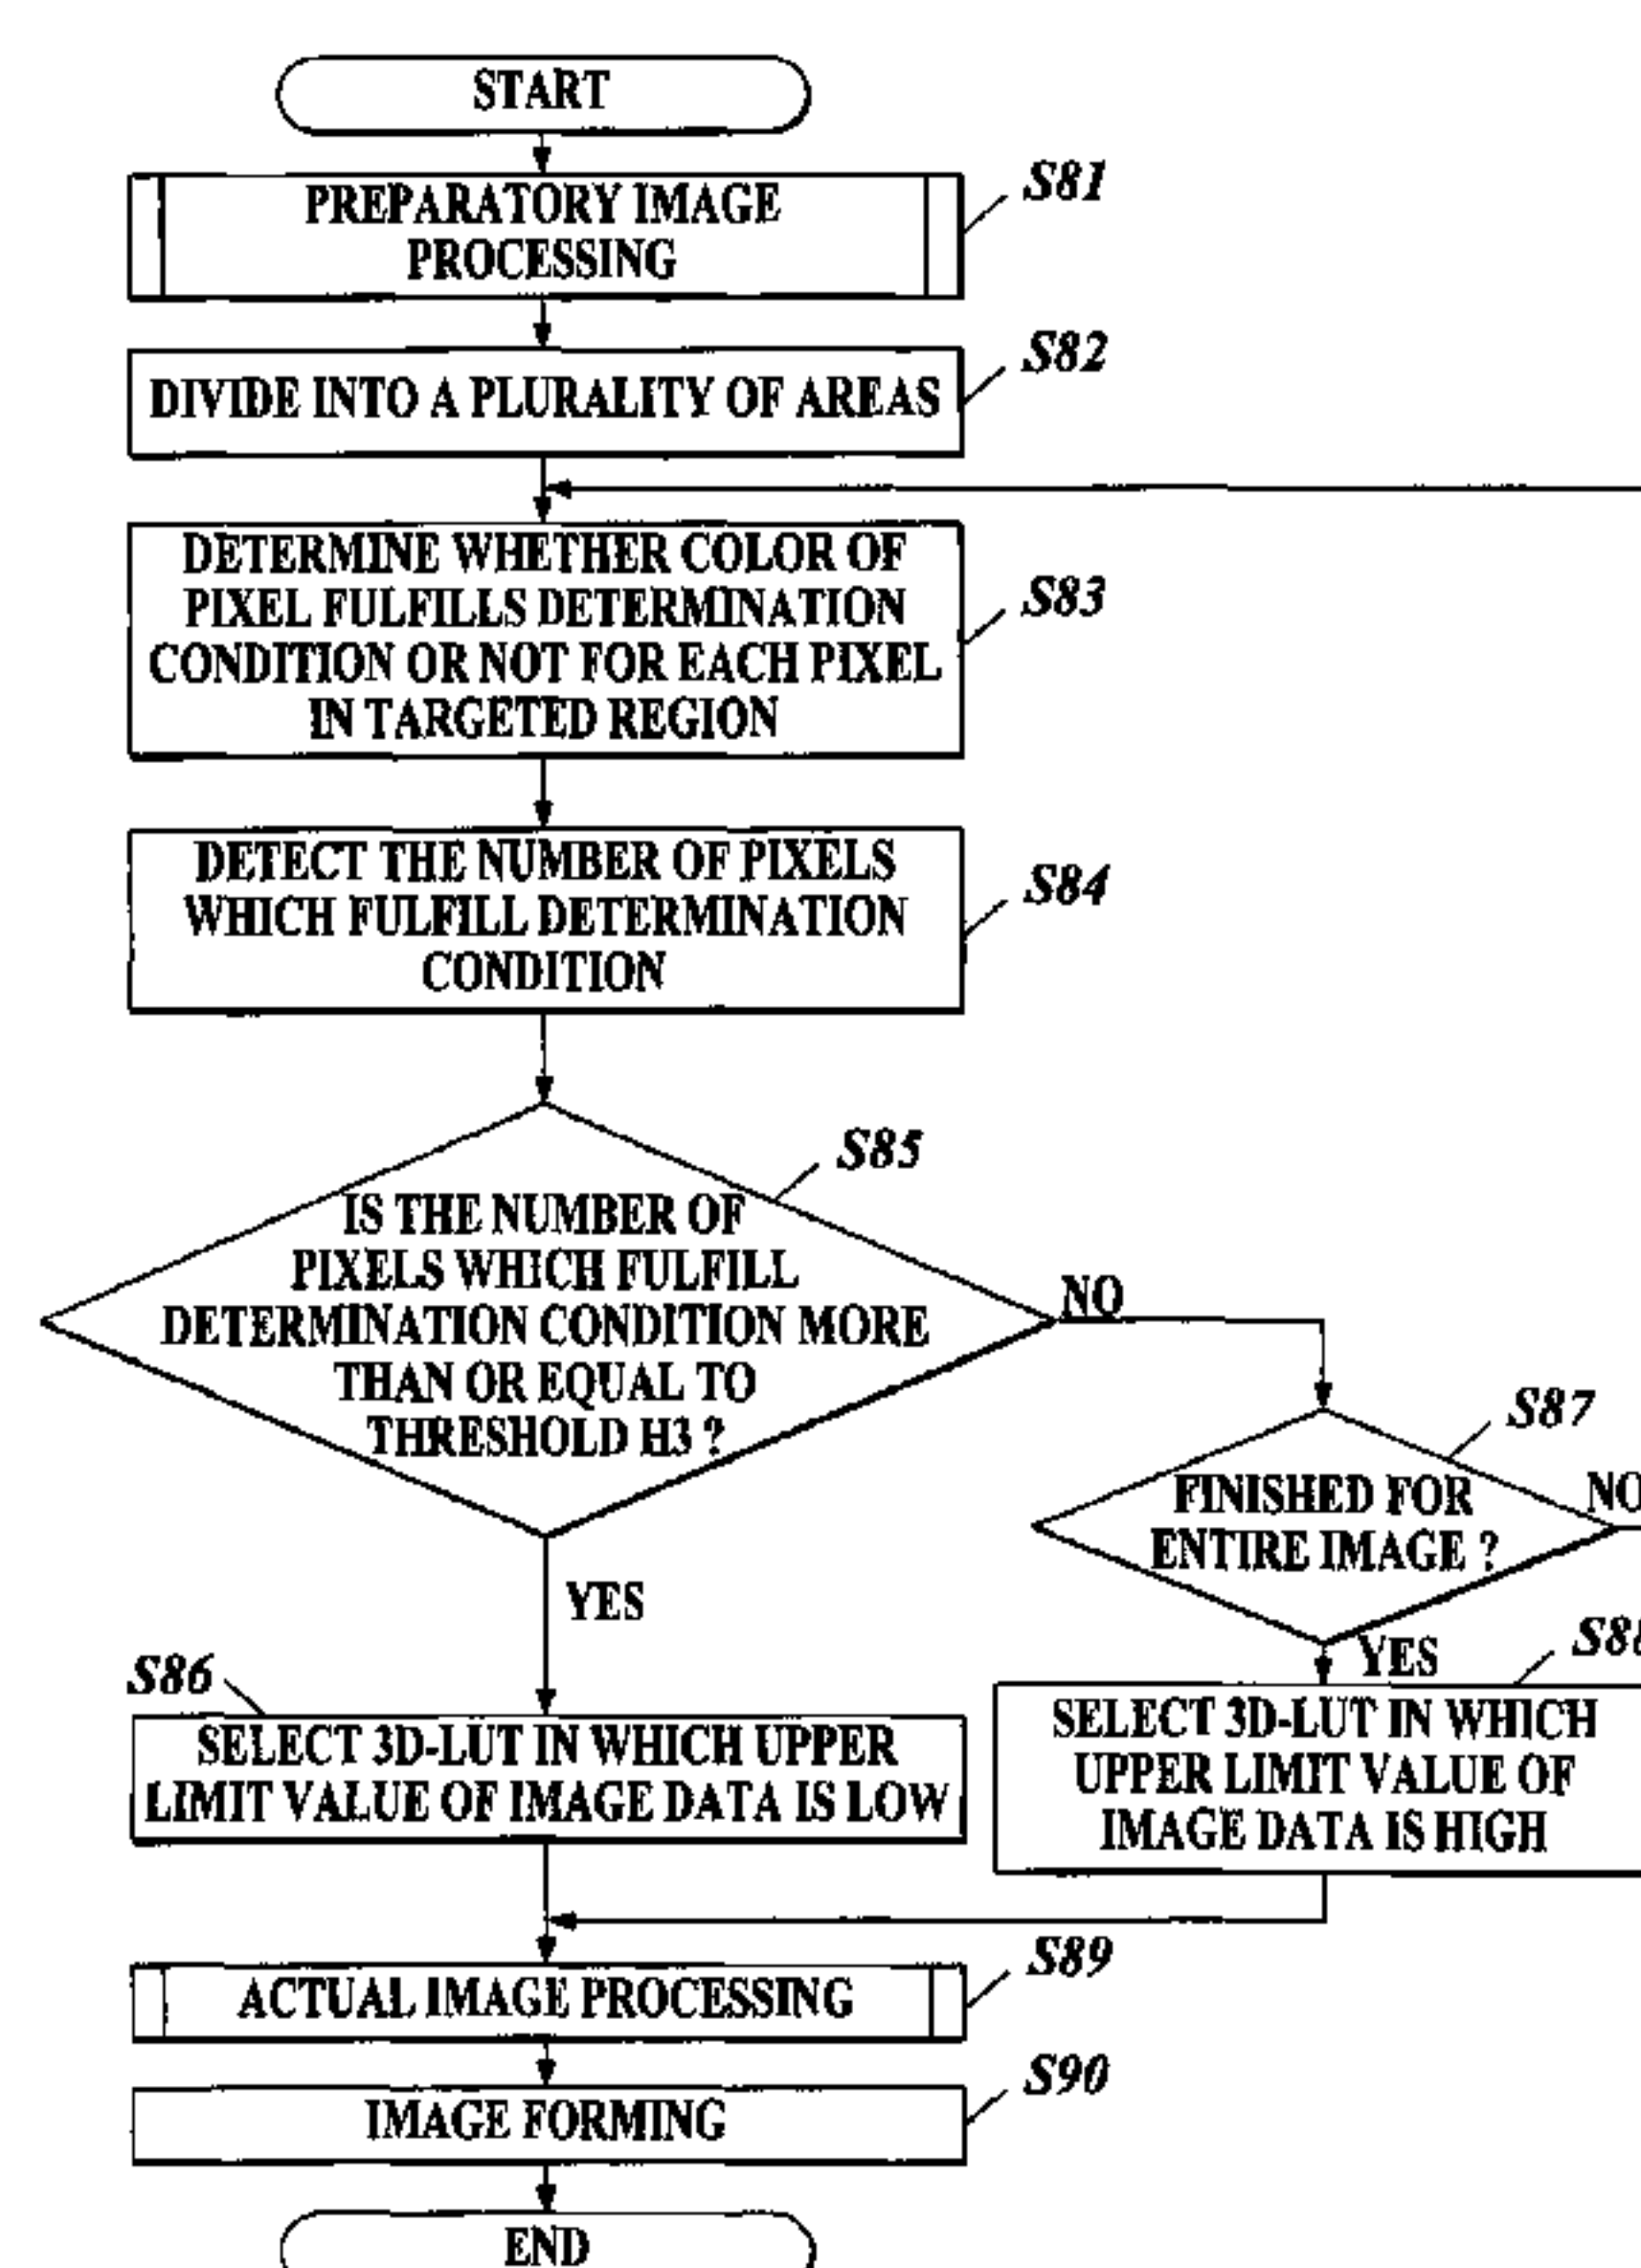 START
PREPARATORY IMAGE
PROCESSING
S81
DIVIDE INTO A PLURALITY OF AREAS
S82
DETERMINE WHETHER COLOR OF
PIXEL FULFILLS DETERMINATION
CONDITION OR NOT FOR EACH PIXEL
IN TARGETED REGION
S83
DETECT THE NUMBER OF PIXELS
WHICH FULFILL DETERMINATION
CONDITION
S84
S85
IS THE NUMBER OF
PIXELS WHICH FULFILL
DETERMINATION CONDITION MORE
THAN OR EQUAL TO
THRESHOLD H3 ?
NO
YES
S87
FINISHED FOR
ENTIRE IMAGE ?
NO
YES
S86
SELECT 3D-LUT IN WHICH UPPER
LIMIT VALUE OF IMAGE DATA IS LOW
S88
SELECT 3D-LUT IN WHICH
UPPER LIMIT VALUE OF
IMAGE DATA IS HIGH
ACTUAL IMAGE PROCESSING
S89
IMAGE FORMING
S90
END